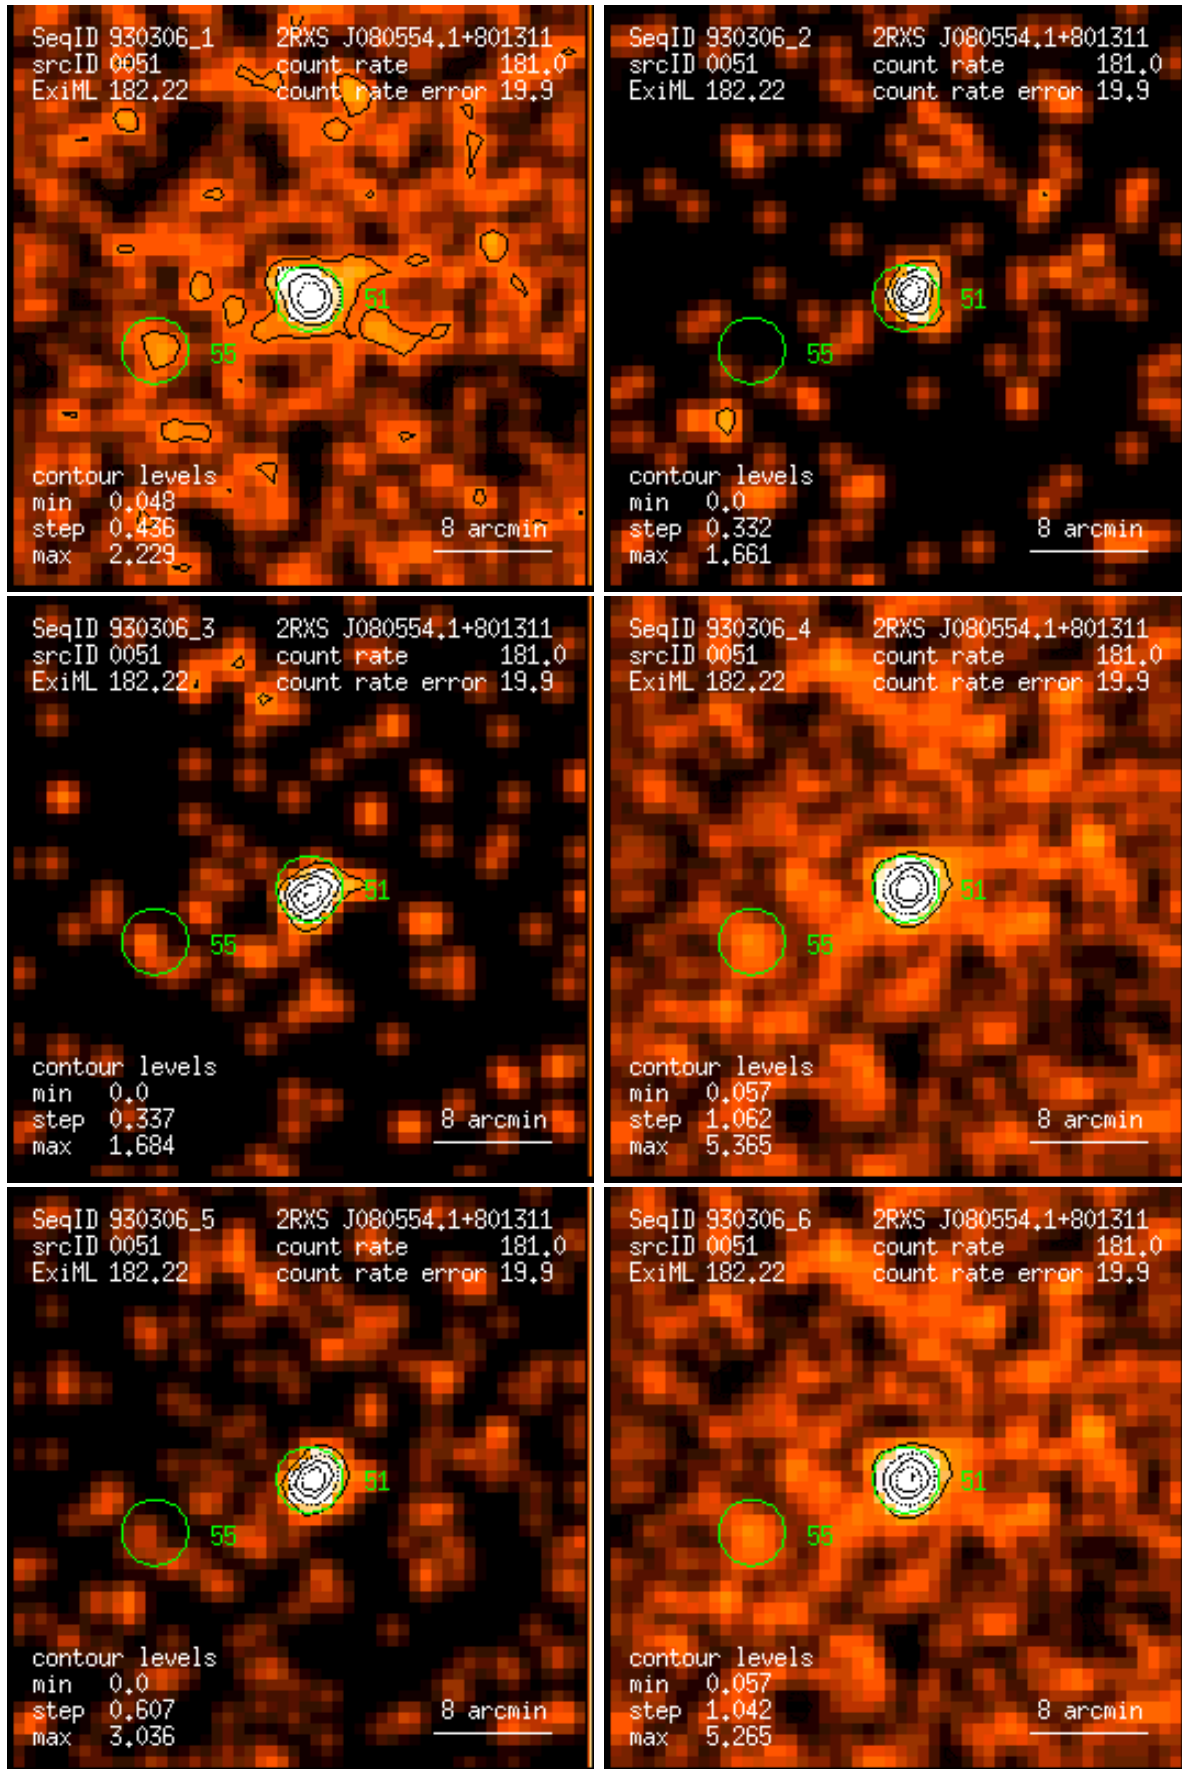 SeqID 930306_1 2RXS J080554.1+801311
srcID 0051 count rate 181.0
ExiML 182.22 count rate error 19.9
51
55
contour levels
min 0.048
step 0.436 8 arcmin
max 2.229
SeqID 930306_2 2RXS J080554.1+801311
srcID 0051 count rate 181.0
ExiML 182.22 count rate error 19.9
51
55
contour levels
min 0.0
step 0.332 8 arcmin
max 1.661
SeqID 930306_3 2RXS J080554.1+801311
srcID 0051 count rate 181.0
ExiML 182.22 count rate error 19.9
51
55
contour levels
min 0.0
step 0.337 8 arcmin
max 1.684
SeqID 930306_4 2RXS J080554.1+801311
srcID 0051 count rate 181.0
ExiML 182.22 count rate error 19.9
51
55
contour levels
min 0.057
step 1.062 8 arcmin
max 5.365
SeqID 930306_5 2RXS J080554.1+801311
srcID 0051 count rate 181.0
ExiML 182.22 count rate error 19.9
51
55
contour levels
min 0.0
step 0.607 8 arcmin
max 3.036
SeqID 930306_6 2RXS J080554.1+801311
srcID 0051 count rate 181.0
ExiML 182.22 count rate error 19.9
51
55
contour levels
min 0.057
step 1.042 8 arcmin
max 5.265